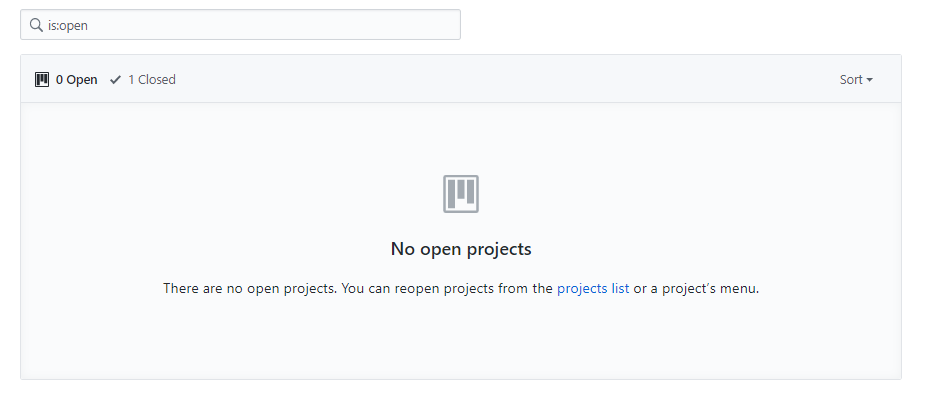 is:open
0 Open 1 Closed Sort
No open projects
There are no open projects. You can reopen projects from the projects list or a project’s menu.